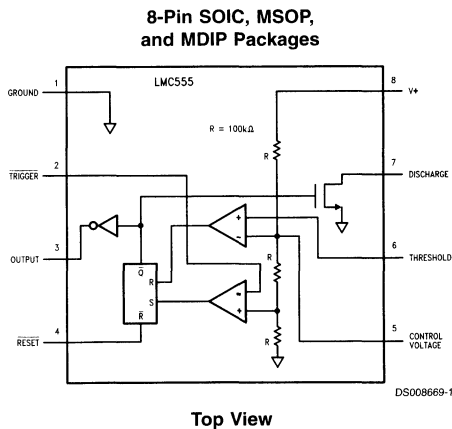 8-Pin SOIC, MSOP,
and MDIP Packages
LMC555
1
GROUND
8
V+
R = 100kΩ
R
2
TRIGGER
7
DISCHARGE
3
OUTPUT
+
−
6
THRESHOLD
Q
R
S
R
R
−
+
4
RESET
R
5
CONTROL
VOLTAGE
DS008669-1
Top View